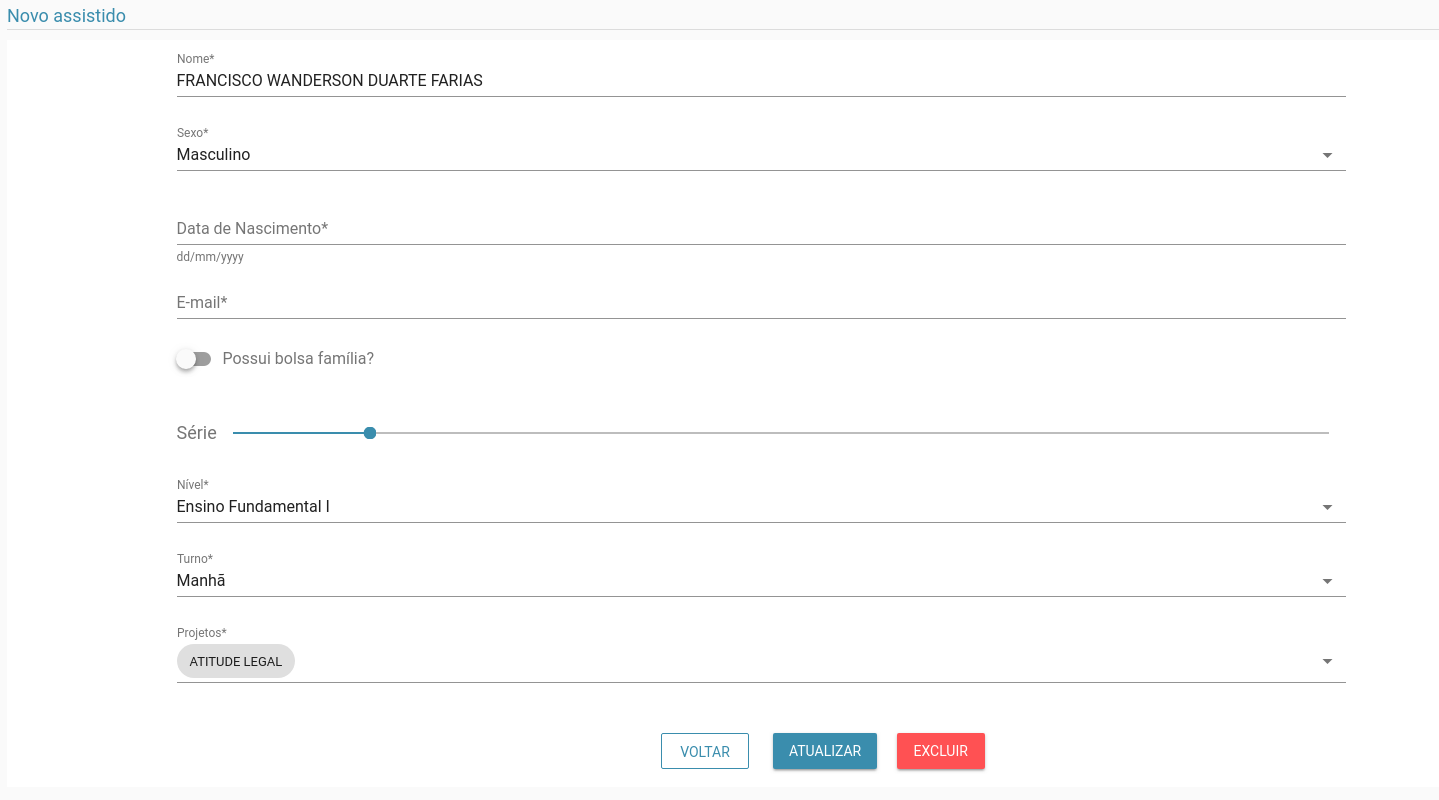 Novo assistido
Nome*
FRANCISCO WANDERSON DUARTE FARIAS
Sexo*
Masculino
Data de Nascimento*
dd/mm/yyyy
E-mail*
Possui bolsa família?
Série
Nível*
Ensino Fundamental I
Turno*
Manhã
Projetos*
ATITUDE LEGAL
VOLTAR ATUALIZAR EXCLUIR